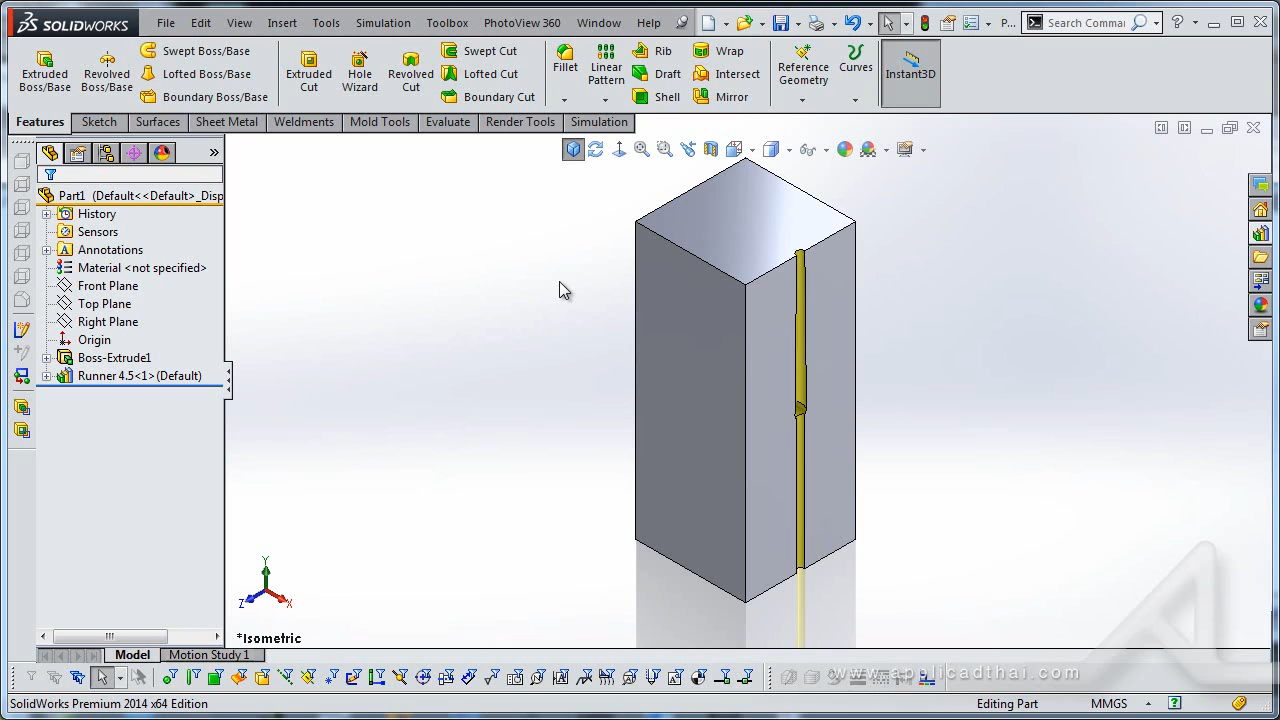 SOLIDWORKS File Edit View Insert Tools Simulation Toolbox PhotoView 360 Window Help P... Search Comma
Extruded Boss/Base
Revolved Boss/Base
Swept Boss/Base
Lofted Boss/Base
Boundary Boss/Base
Extruded Cut
Hole Wizard
Revolved Cut
Swept Cut
Lofted Cut
Boundary Cut
Fillet
Linear Pattern
Rib
Draft
Shell
Wrap
Intersect
Mirror
Reference Geometry
Curves
Instant3D
Features Sketch Surfaces Sheet Metal Weldments Mold Tools Evaluate Render Tools Simulation
Part1 (Default<<Default>_Disp
History
Sensors
Annotations
Material <not specified>
Front Plane
Top Plane
Right Plane
Origin
Boss-Extrude1
Runner 4.5<1>(Default)
Y
Z X
*Isometric
Model Motion Study 1
www.applicadthai.com
SolidWorks Premium 2014 x64 Edition Editing Part MMGS